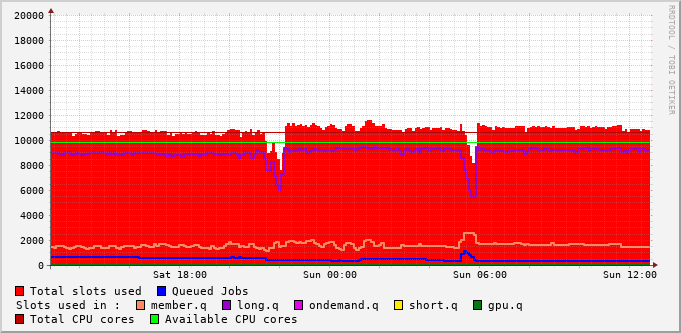 RRDTOOL / TOBI OETIKER
20000
18000
16000
14000
12000
10000
8000
6000
4000
2000
0
Sat 18:00 Sun 00:00 Sun 06:00 Sun 12:00
Total slots used Queued Jobs
Slots used in : member.q long.q ondemand.q short.q gpu.q
Total CPU cores Available CPU cores